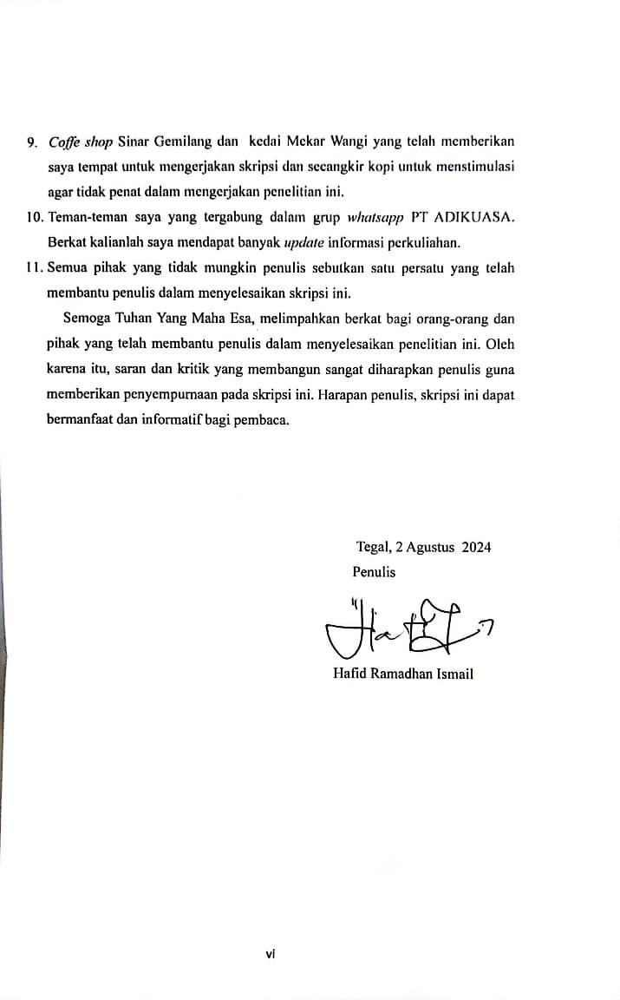 9. Coffe shop Sinar Gemilang dan kedai Mekar Wangi yang telah memberikan
saya tempat untuk mengerjakan skripsi dan secangkir kopi untuk menstimulasi
agar tidak penat dalam mengerjakan penelitian ini.
10. Teman-teman saya yang tergabung dalam grup whatsapp PT ADIKUASA.
Berkat kalianlah saya mendapat banyak update informasi perkuliahan.
11. Semua pihak yang tidak mungkin penulis sebutkan satu persatu yang telah
membantu penulis dalam menyelesaikan skripsi ini.
Semoga Tuhan Yang Maha Esa, melimpahkan berkat bagi orang-orang dan
pihak yang telah membantu penulis dalam menyelesaikan penelitian ini. Oleh
karena itu, saran dan kritik yang membangun sangat diharapkan penulis guna
memberikan penyempurnaan pada skripsi ini. Harapan penulis, skripsi ini dapat
bermanfaat dan informatif bagi pembaca.
Tegal, 2 Agustus 2024
Penulis
Hafid Ramadhan Ismail
vi